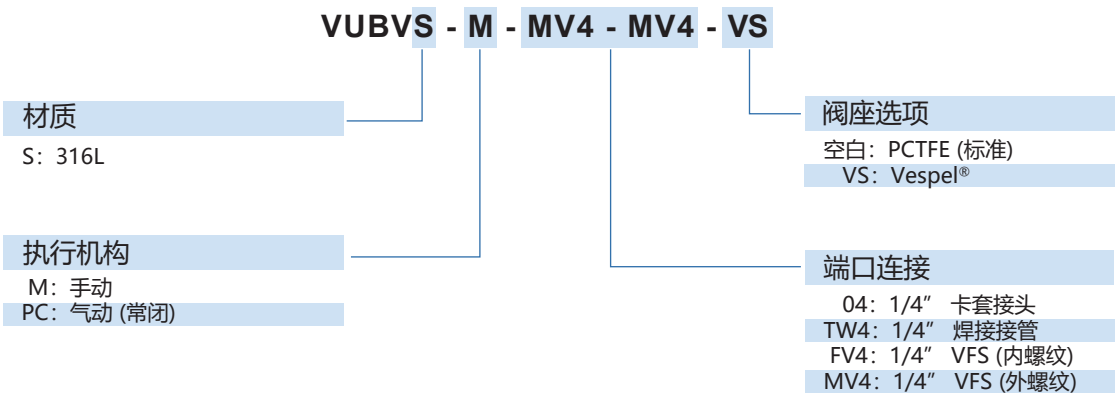 VUBVS - M - MV4 - MV4 - VS
材质
S：316L
执行机构
M：手动
PC：气动 (常闭)
阀座选项
空白：PCTFE (标准)
VS：Vespel®
端口连接
04：1/4” 卡套接头
TW4：1/4” 焊接接管
FV4：1/4” VFS (内螺纹)
MV4：1/4” VFS (外螺纹)